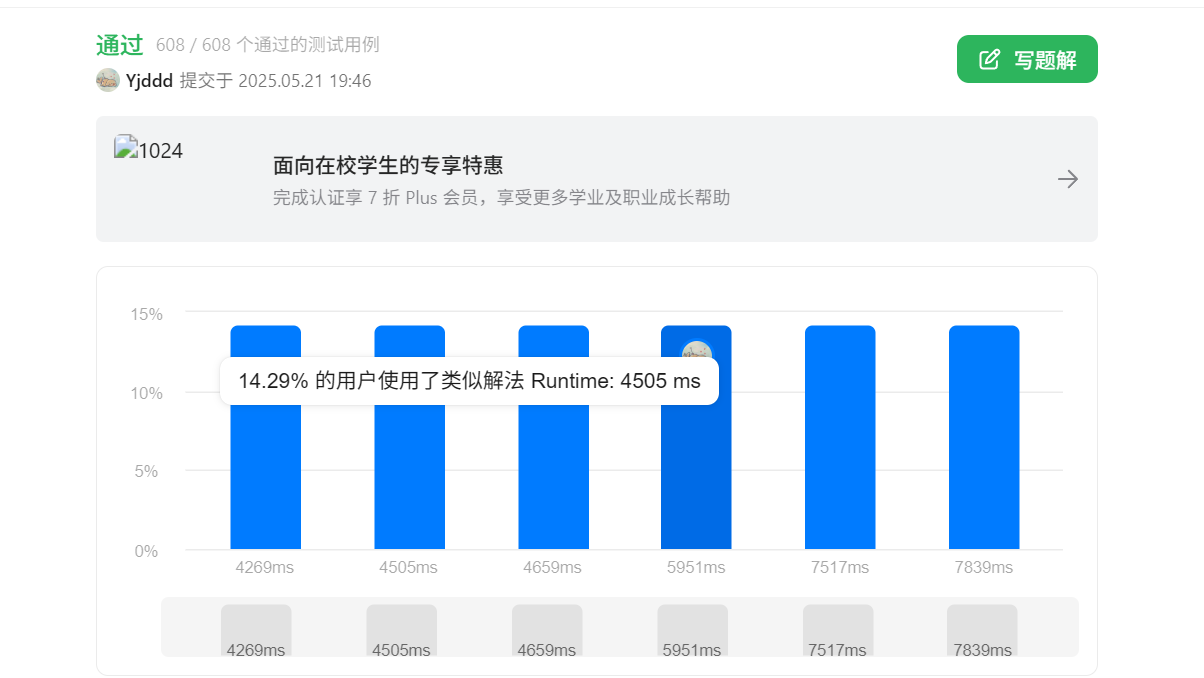 通过 608 / 608 个通过的测试用例
写题解
Yjddd 提交于 2025.05.21 19:46
1024
面向在校学生的专享特惠
完成认证享 7 折 Plus 会员，享受更多学业及职业成长帮助
15%
14.29% 的用户使用了类似解法 Runtime: 4505 ms
10%
5%
0%
4269ms 4505ms 4659ms 5951ms 7517ms 7839ms
4269ms 4505ms 4659ms 5951ms 7517ms 7839ms